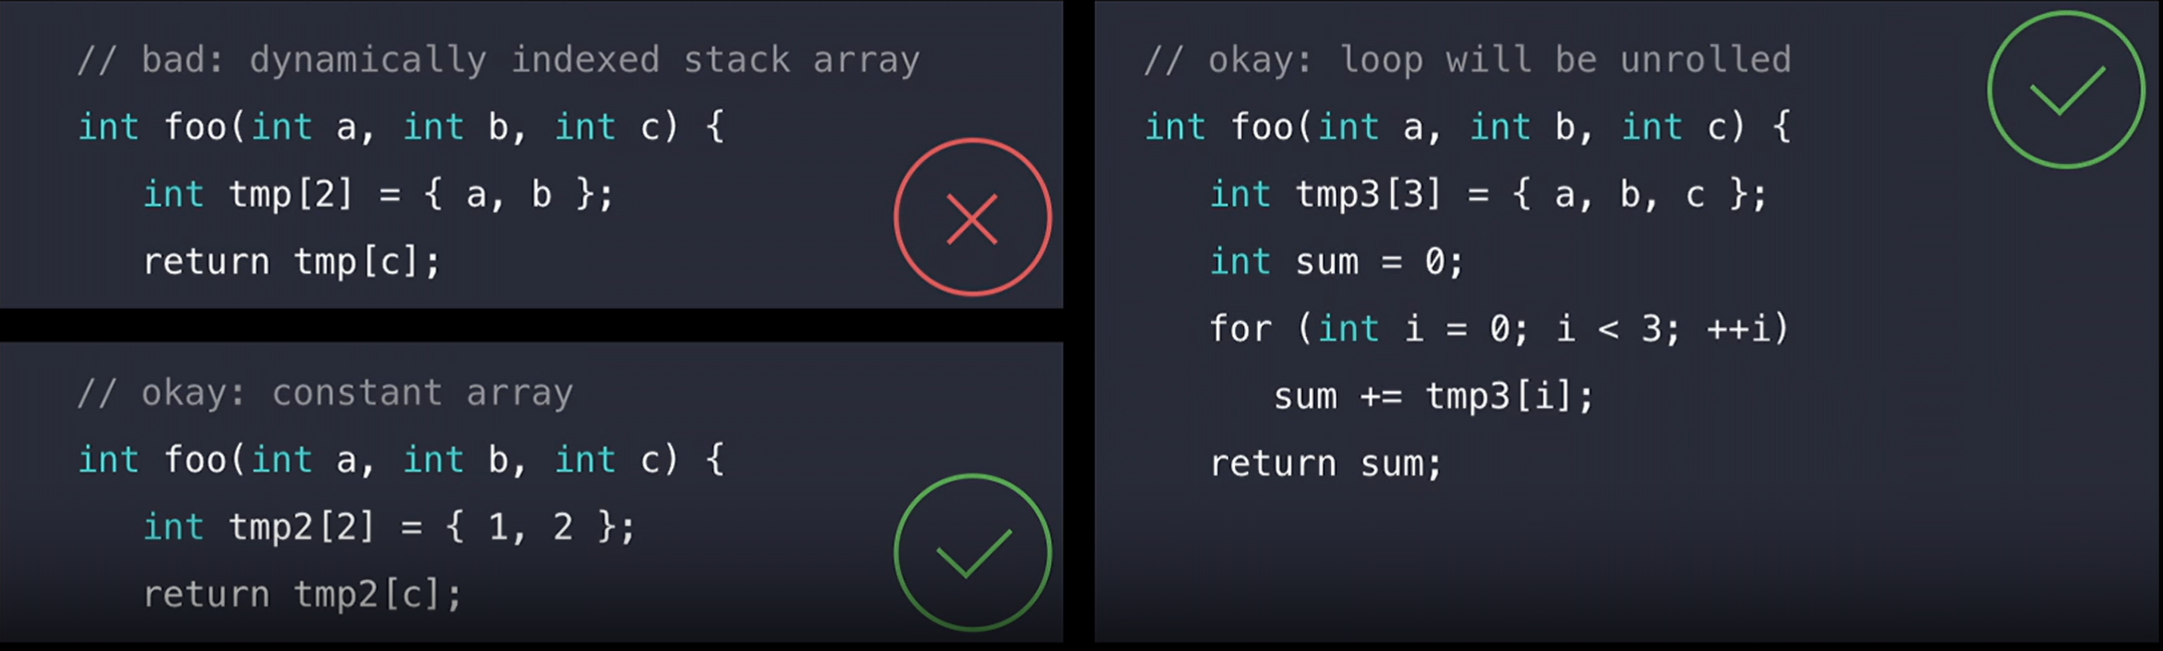 // bad: dynamically indexed stack array
int foo(int a, int b, int c) {
   int tmp[2] = { a, b };
   return tmp[c];
// okay: constant array
int foo(int a, int b, int c) {
   int tmp2[2] = { 1, 2 };
   return tmp2[c];
// okay: loop will be unrolled
int foo(int a, int b, int c) {
   int tmp3[3] = { a, b, c };
   int sum = 0;
   for (int i = 0; i < 3; ++i)
      sum += tmp3[i];
   return sum;